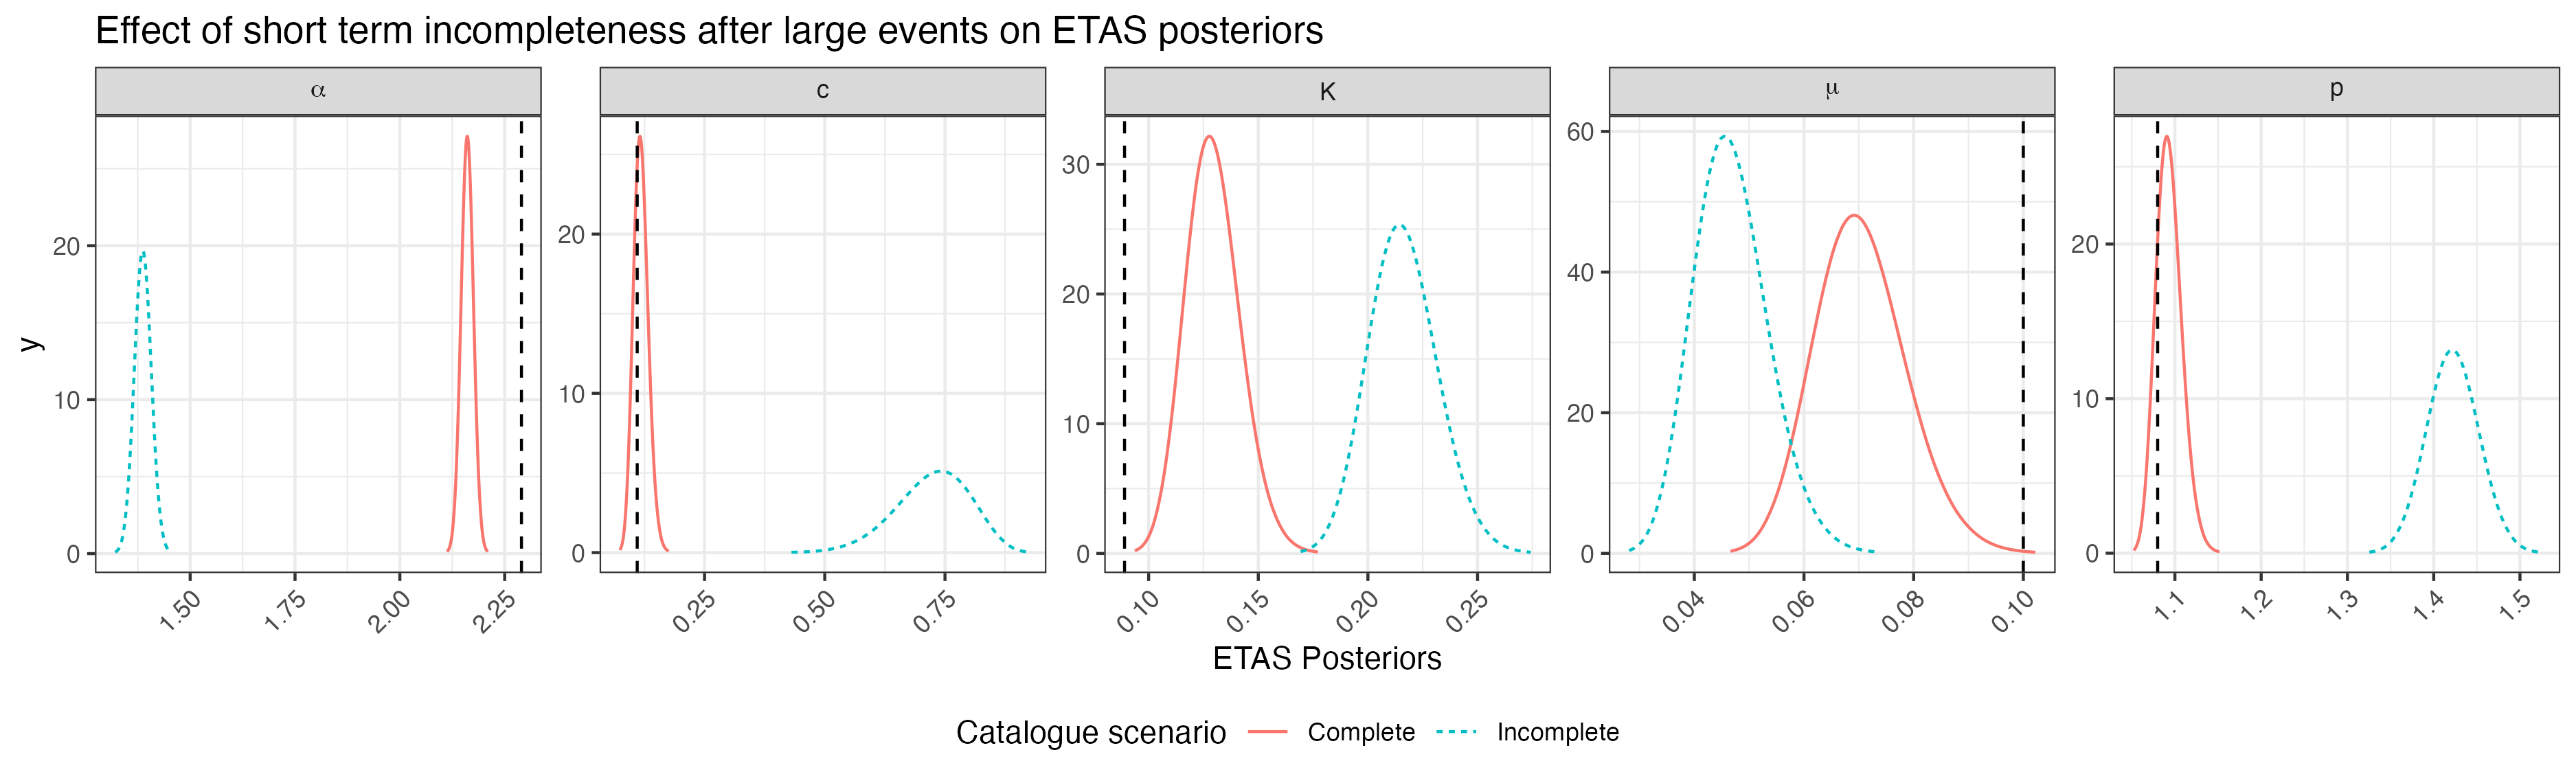 Effect of short term incompleteness after large events on ETAS posteriors
α c K μ p
y
20 10 0
20 10 0
30 20 10 0
60 40 20 0
20 10 0
1.50 1.75 2.00 2.25
0.25 0.50 0.75
0.10 0.15 0.20 0.25
0.04 0.06 0.08 0.10
1.1 1.2 1.3 1.4 1.5
ETAS Posteriors
Catalogue scenario Complete Incomplete